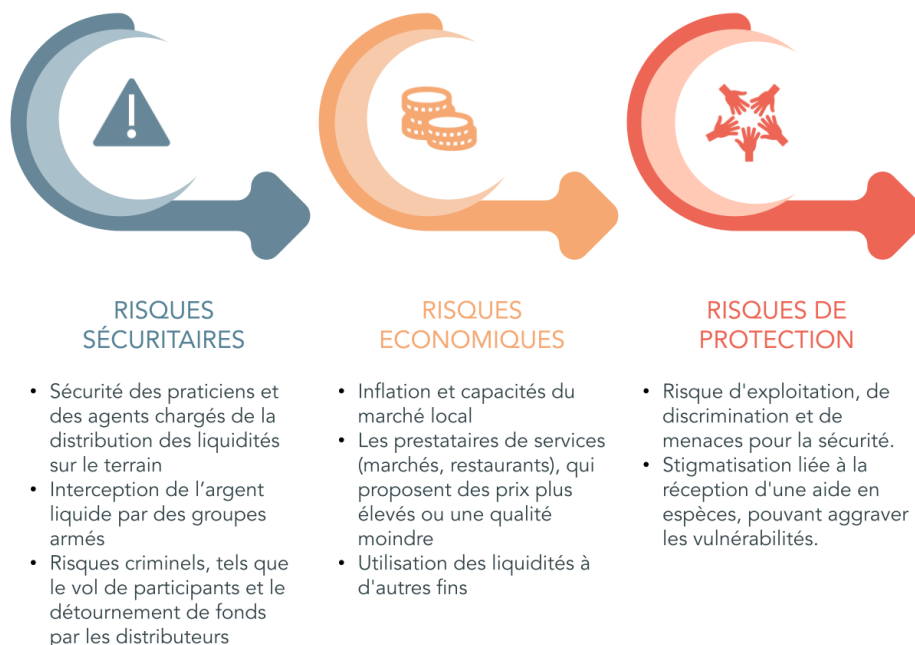 RISQUES
SÉCURITAIRES
• Sécurité des praticiens et
des agents chargés de la
distribution des liquidités
sur le terrain
• Interception de l’argent
liquide par des groupes
armés
• Risques criminels, tels que
le vol de participants et le
détournement de fonds
par les distributeurs
RISQUES
ECONOMIQUES
• Inflation et capacités du
marché local
• Les prestataires de services
(marchés, restaurants), qui
proposent des prix plus
élevés ou une qualité
moindre
• Utilisation des liquidités à
d'autres fins
RISQUES DE
PROTECTION
• Risque d'exploitation, de
discrimination et de
menaces pour la sécurité.
• Stigmatisation liée à la
réception d'une aide en
espèces, pouvant aggraver
les vulnérabilités.